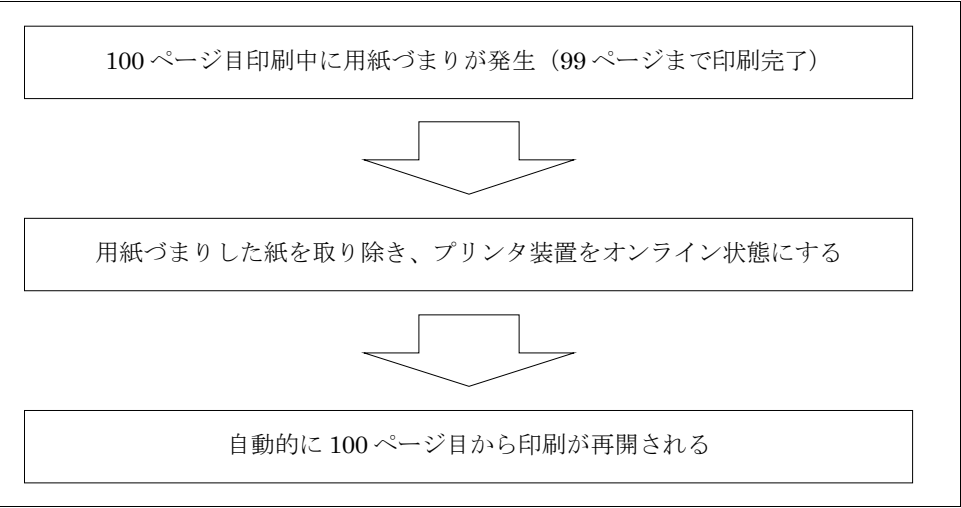 100 ページ目印刷中に用紙づまりが発生（99 ページまで印刷完了）
用紙づまりした紙を取り除き、プリンタ装置をオンライン状態にする
自動的に 100 ページ目から印刷が再開される